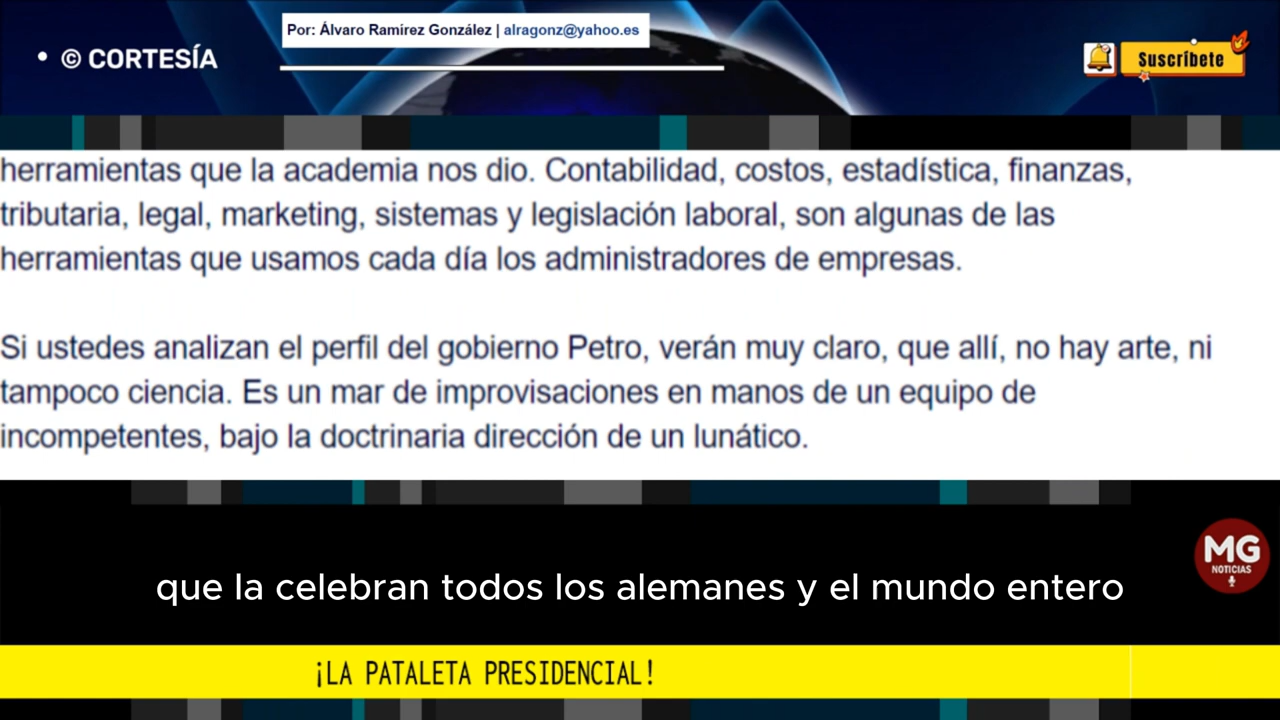 Por: Álvaro Ramírez González | alragonz@yahoo.es
• © CORTESÍA
Suscríbete
herramientas que la academia nos dio. Contabilidad, costos, estadística, finanzas,
tributaria, legal, marketing, sistemas y legislación laboral, son algunas de las
herramientas que usamos cada día los administradores de empresas.
Si ustedes analizan el perfil del gobierno Petro, verán muy claro, que allí, no hay arte, ni
tampoco ciencia. Es un mar de improvisaciones en manos de un equipo de
incompetentes, bajo la doctrinaria dirección de un lunático.
MG
NOTICIAS
que la celebran todos los alemanes y el mundo entero
¡LA PATALETA PRESIDENCIAL!